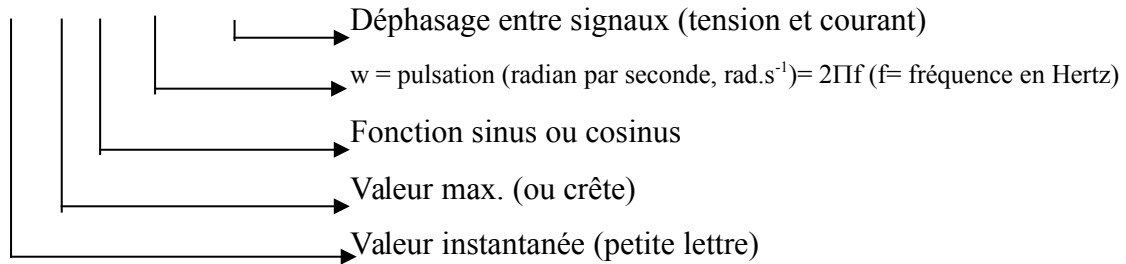 Déphasage entre signaux (tension et courant)
w = pulsation (radian par seconde, rad.s⁻¹)= 2Πf (f= fréquence en Hertz)
Fonction sinus ou cosinus
Valeur max. (ou crête)
Valeur instantanée (petite lettre)